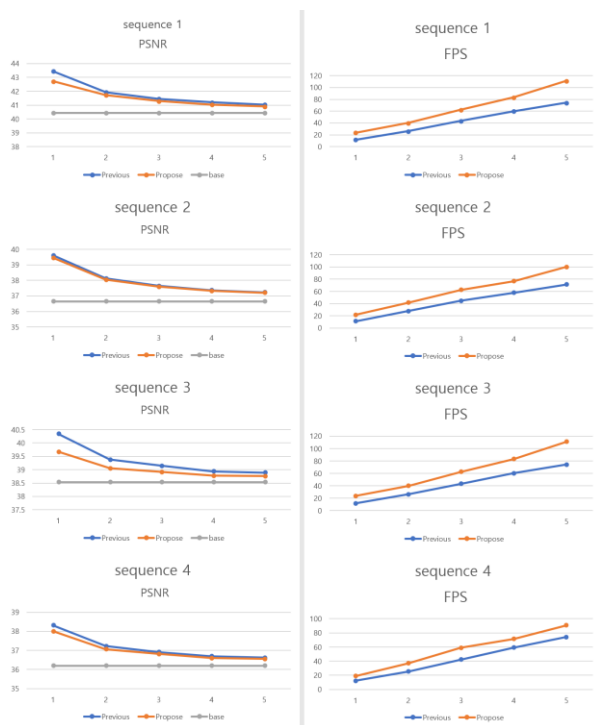 sequence 1
PSNR
44
43
42
41
40
39
38
1 2 3 4 5
Previous Propose base
sequence 1
FPS
120
100
80
60
40
20
0
1 2 3 4 5
Previous Propose
sequence 2
PSNR
40
39
38
37
36
35
1 2 3 4 5
Previous Propose base
sequence 2
FPS
120
100
80
60
40
20
0
1 2 3 4 5
Previous Propose
sequence 3
PSNR
40.5
40
39.5
39
38.5
38
37.5
1 2 3 4 5
Previous Propose base
sequence 3
FPS
120
100
80
60
40
20
0
1 2 3 4 5
Previous Propose
sequence 4
PSNR
39
38
37
36
35
1 2 3 4 5
Previous Propose base
sequence 4
FPS
100
80
60
40
20
0
1 2 3 4 5
Previous Propose